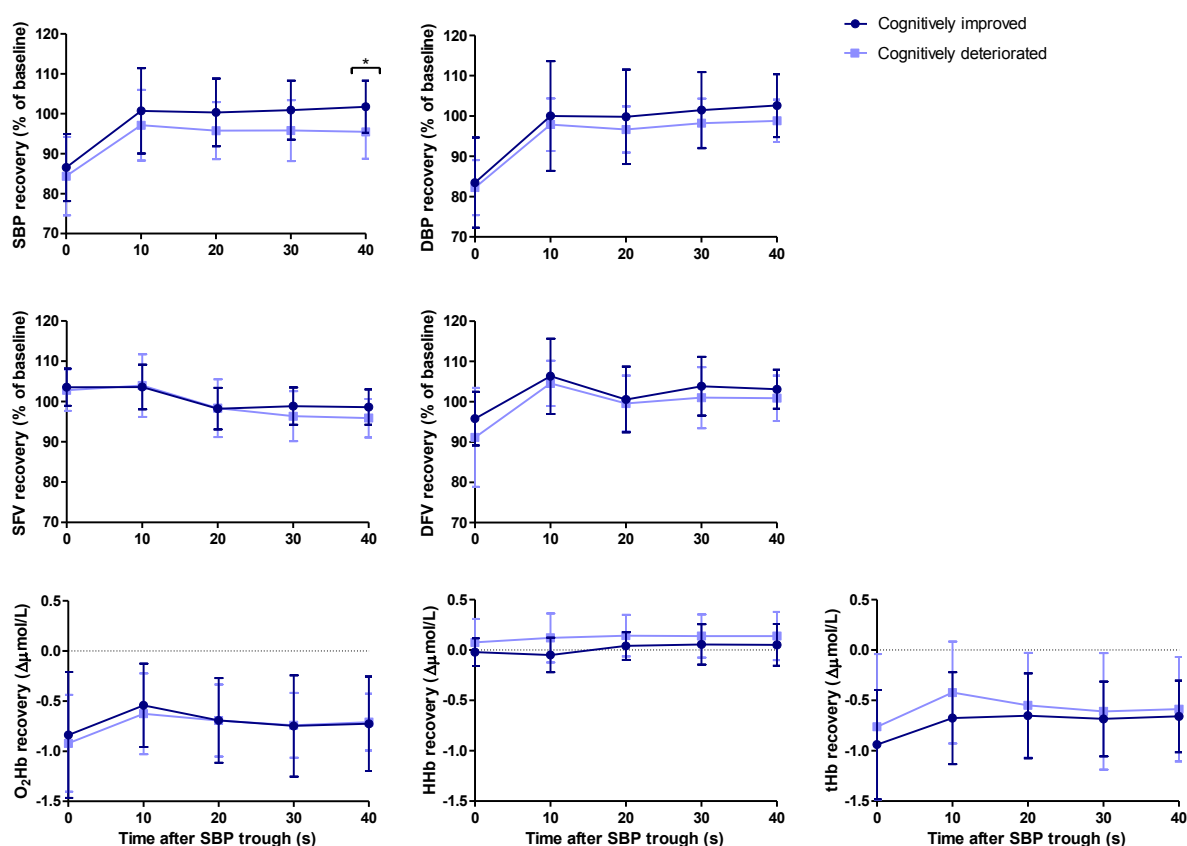 Cognitively improved
Cognitively deteriorated
SBP recovery (% of baseline)
120
110
100
90
80
70
0 10 20 30 40
*
DBP recovery (% of baseline)
120
110
100
90
80
70
0 10 20 30 40
SFV recovery (% of baseline)
120
110
100
90
80
70
0 10 20 30 40
DFV recovery (% of baseline)
120
110
100
90
80
70
0 10 20 30 40
O₂Hb recovery (Δµmol/L)
0.5
0.0
-0.5
-1.0
-1.5
0 10 20 30 40
Time after SBP trough (s)
HHb recovery (Δµmol/L)
0.5
0.0
-0.5
-1.0
-1.5
0 10 20 30 40
Time after SBP trough (s)
tHb recovery (Δµmol/L)
0.5
0.0
-0.5
-1.0
-1.5
0 10 20 30 40
Time after SBP trough (s)